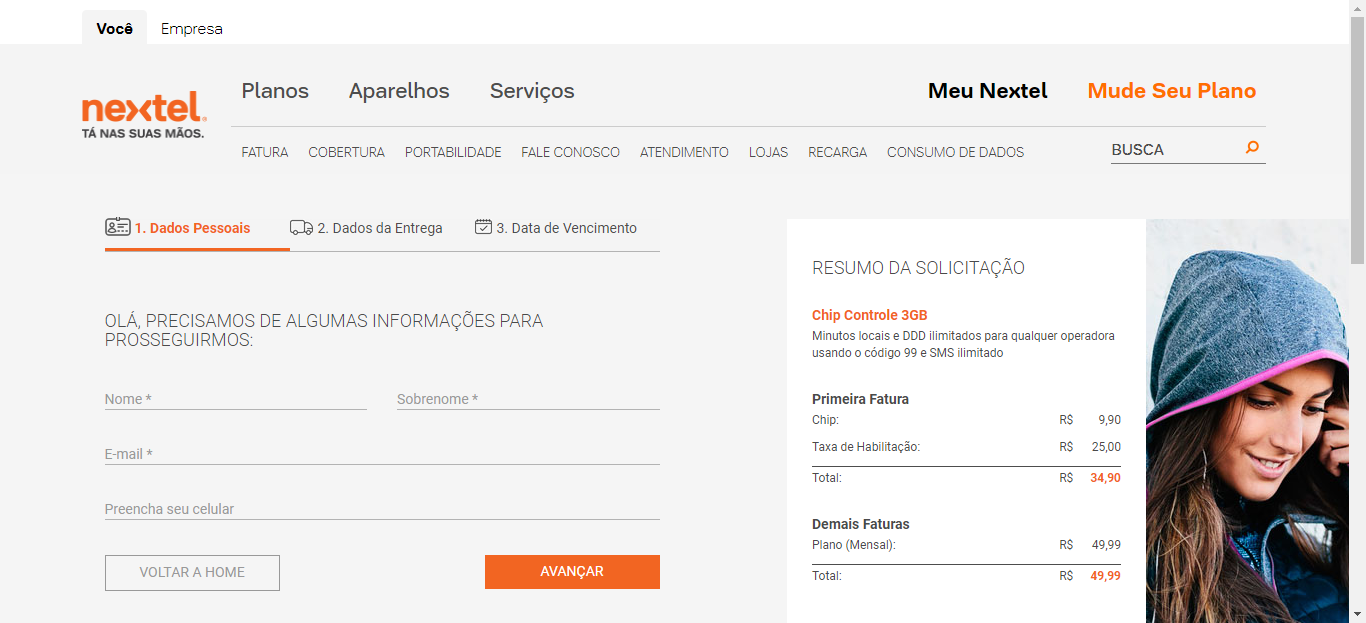 Você Empresa
nextel
TÁ NAS SUAS MÃOS.
Planos Aparelhos Serviços Meu Nextel Mude Seu Plano
FATURA COBERTURA PORTABILIDADE FALE CONOSCO ATENDIMENTO LOJAS RECARGA CONSUMO DE DADOS BUSCA
1. Dados Pessoais 2. Dados da Entrega 3. Data de Vencimento
OLÁ, PRECISAMOS DE ALGUMAS INFORMAÇÕES PARA
PROSSEGUIRMOS:
Nome * Sobrenome *
E-mail *
Preencha seu celular
VOLTAR A HOME AVANÇAR
RESUMO DA SOLICITAÇÃO
Chip Controle 3GB
Minutos locais e DDD ilimitados para qualquer operadora
usando o código 99 e SMS ilimitado
Primeira Fatura
Chip: R$ 9,90
Taxa de Habilitação: R$ 25,00
Total: R$ 34,90
Demais Faturas
Plano (Mensal): R$ 49,99
Total: R$ 49,99